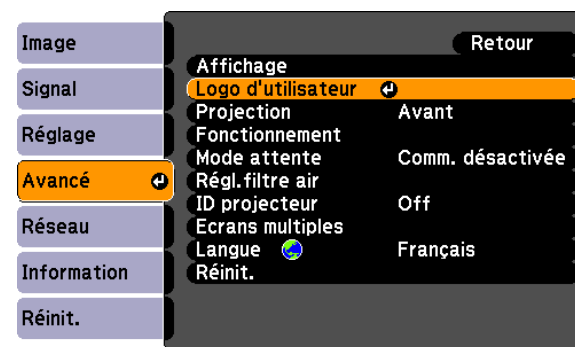 Image
Signal
Réglage
Avancé
Réseau
Information
Réinit.
Retour
Affichage
Logo d'utilisateur
Projection Avant
Fonctionnement
Mode attente Comm. désactivée
Régl.filtre air
ID projecteur Off
Ecrans multiples
Langue Français
Réinit.